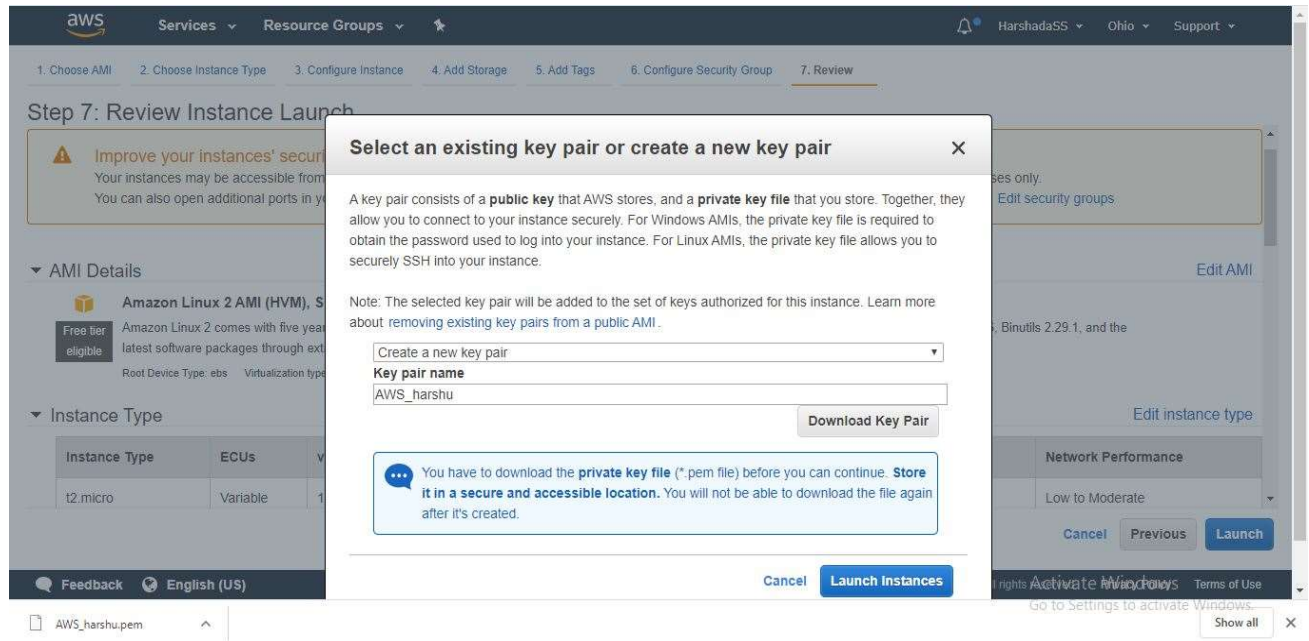 aws Services Resource Groups HarshadaSS Ohio Support
1. Choose AMI 2. Choose Instance Type 3. Configure Instance 4. Add Storage 5. Add Tags 6. Configure Security Group 7. Review
Step 7: Review Instance Launch
Improve your instances' securi
Your instances may be accessible from
ses only.
You can also open additional ports in yo
Edit security groups
AMI Details
Edit AMI
Amazon Linux 2 AMI (HVM), S
Free tier
eligible
Amazon Linux 2 comes with five year
, Binutils 2.29.1, and the
latest software packages through ext
Root Device Type: ebs Virtualization type
Instance Type
Edit instance type
Instance Type ECUs v
Network Performance
t2.micro Variable 1
Low to Moderate
Cancel Previous Launch
Select an existing key pair or create a new key pair
A key pair consists of a public key that AWS stores, and a private key file that you store. Together, they
allow you to connect to your instance securely. For Windows AMIs, the private key file is required to
obtain the password used to log into your instance. For Linux AMIs, the private key file allows you to
securely SSH into your instance.
Note: The selected key pair will be added to the set of keys authorized for this instance. Learn more
about removing existing key pairs from a public AMI.
Create a new key pair
Key pair name
AWS_harshu
Download Key Pair
You have to download the private key file (*.pem file) before you can continue. Store
it in a secure and accessible location. You will not be able to download the file again
after it's created.
Cancel Launch Instances
Feedback English (US)
l rights Privacy Policy Terms of Use
Activate Windows
Go to Settings to activate Windows.
AWS_harshu.pem
Show all